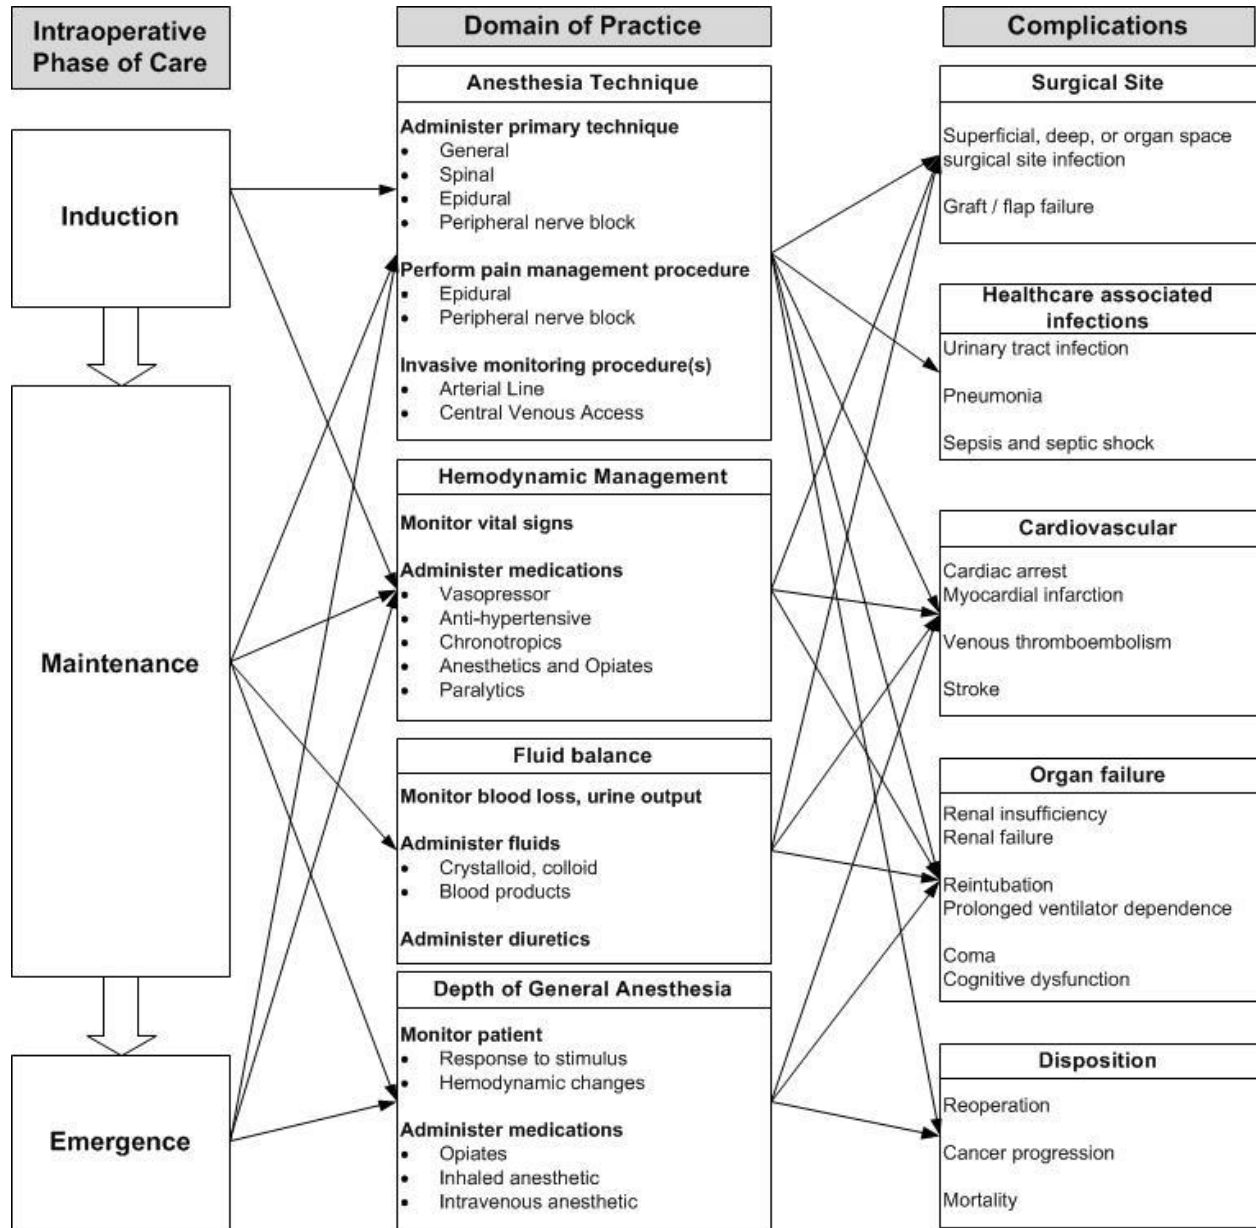 Intraoperative
Phase of Care
Induction
Maintenance
Emergence
Domain of Practice
Anesthesia Technique
Administer primary technique
• General
• Spinal
• Epidural
• Peripheral nerve block
Perform pain management procedure
• Epidural
• Peripheral nerve block
Invasive monitoring procedure(s)
• Arterial Line
• Central Venous Access
Hemodynamic Management
Monitor vital signs
Administer medications
• Vasopressor
• Anti-hypertensive
• Chronotropics
• Anesthetics and Opiates
• Paralytics
Fluid balance
Monitor blood loss, urine output
Administer fluids
• Crystalloid, colloid
• Blood products
Administer diuretics
Depth of General Anesthesia
Monitor patient
• Response to stimulus
• Hemodynamic changes
Administer medications
• Opiates
• Inhaled anesthetic
• Intravenous anesthetic
Complications
Surgical Site
Superficial, deep, or organ space
surgical site infection
Graft / flap failure
Healthcare associated
infections
Urinary tract infection
Pneumonia
Sepsis and septic shock
Cardiovascular
Cardiac arrest
Myocardial infarction
Venous thromboembolism
Stroke
Organ failure
Renal insufficiency
Renal failure
Reintubation
Prolonged ventilator dependence
Coma
Cognitive dysfunction
Disposition
Reoperation
Cancer progression
Mortality